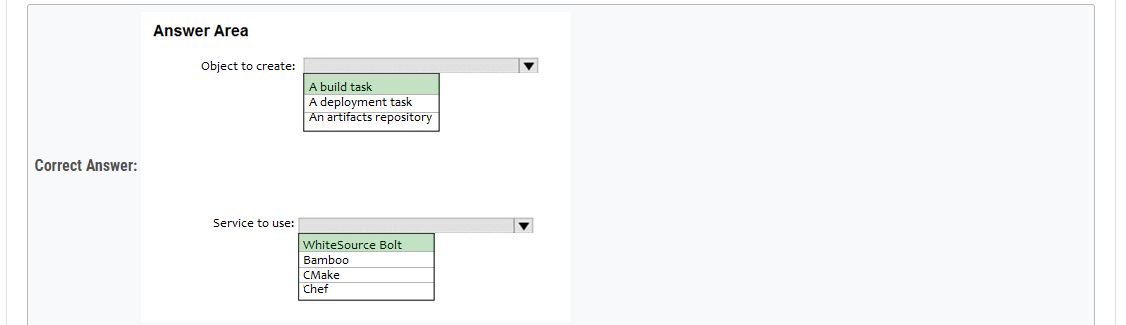 Answer Area
Object to create:
A build task
A deployment task
An artifacts repository
Correct Answer:
Service to use:
WhiteSource Bolt
Bamboo
CMake
Chef